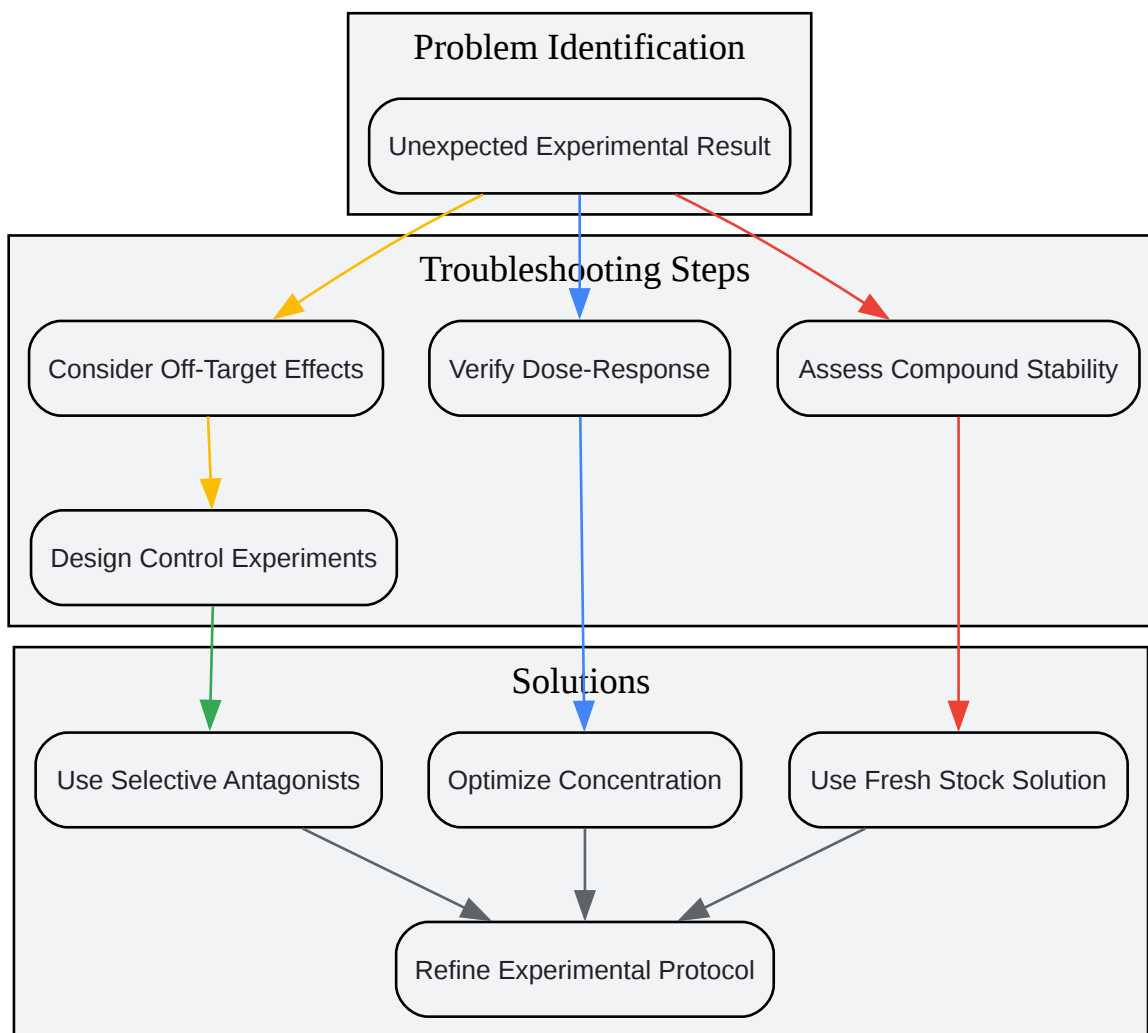 Problem Identification
Unexpected Experimental Result
Troubleshooting Steps
Consider Off-Target Effects
Verify Dose-Response
Assess Compound Stability
Design Control Experiments
Solutions
Use Selective Antagonists
Optimize Concentration
Use Fresh Stock Solution
Refine Experimental Protocol